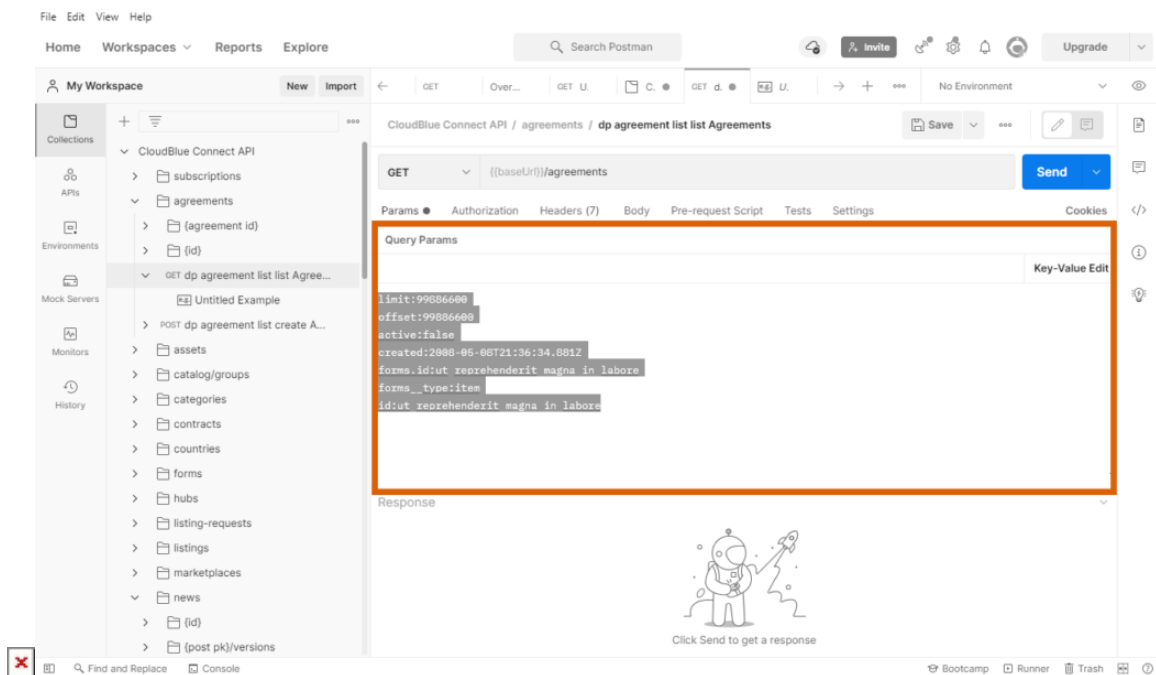 File Edit View Help
Home Workspaces Reports Explore Search Postman Invite Upgrade
My Workspace New Import GET Over... GET U. C. GET d. e.g. U. No Environment
Collections
APIs
Environments
Mock Servers
Monitors
History
CloudBlue Connect API
subscriptions
agreements
{agreement id}
{id}
GET dp agreement list list Agree...
e.g. Untitled Example
POST dp agreement list create A...
assets
catalog/groups
categories
contracts
countries
forms
hubs
listing-requests
listings
marketplaces
news
{id}
{post pk}/versions
CloudBlue Connect API / agreements / dp agreement list list Agreements Save
GET {{baseUrl}}/agreements Send
Params Authorization Headers (7) Body Pre-request Script Tests Settings Cookies
Query Params
Key-Value Edit
limit:99886600
offset:99886600
active:false
created:2008-05-08T21:36:34.881Z
forms.id:ut reprehenderit magna in labore
forms__type:item
id:ut reprehenderit magna in labore
Response
Click Send to get a response
Find and Replace Console Bootcamp Runner Trash